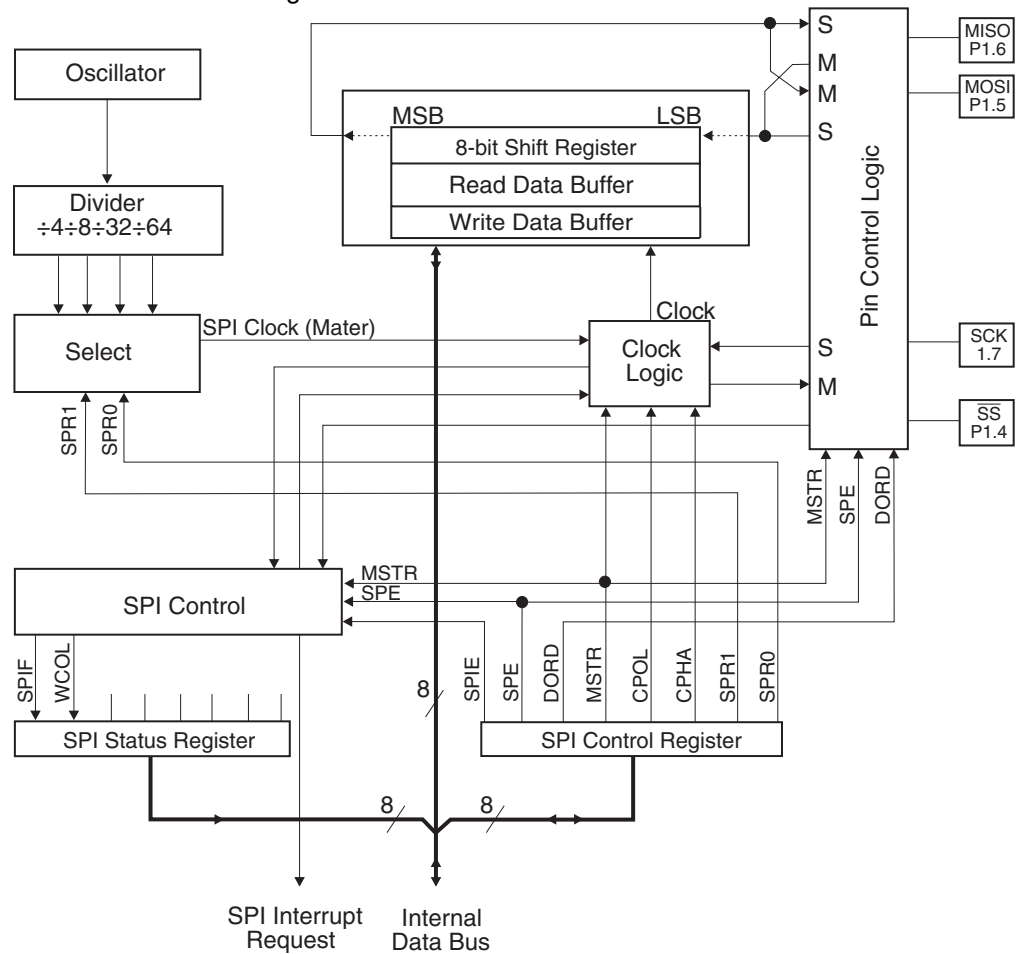 Oscillator
Divider
÷4÷8÷32÷64
Select
SPI Clock (Mater)
SPR1
SPR0
MSB
LSB
8-bit Shift Register
Read Data Buffer
Write Data Buffer
Clock
Clock
Logic
S
M
M
S
S
M
Pin Control Logic
MISO
P1.6
MOSI
P1.5
SCK
1.7
SS
P1.4
MSTR
SPE
DORD
SPI Control
MSTR
SPE
SPIF
WCOL
SPI Status Register
SPIE
SPE
DORD
MSTR
CPOL
CPHA
SPR1
SPR0
SPI Control Register
8
8
8
SPI Interrupt
Request
Internal
Data Bus